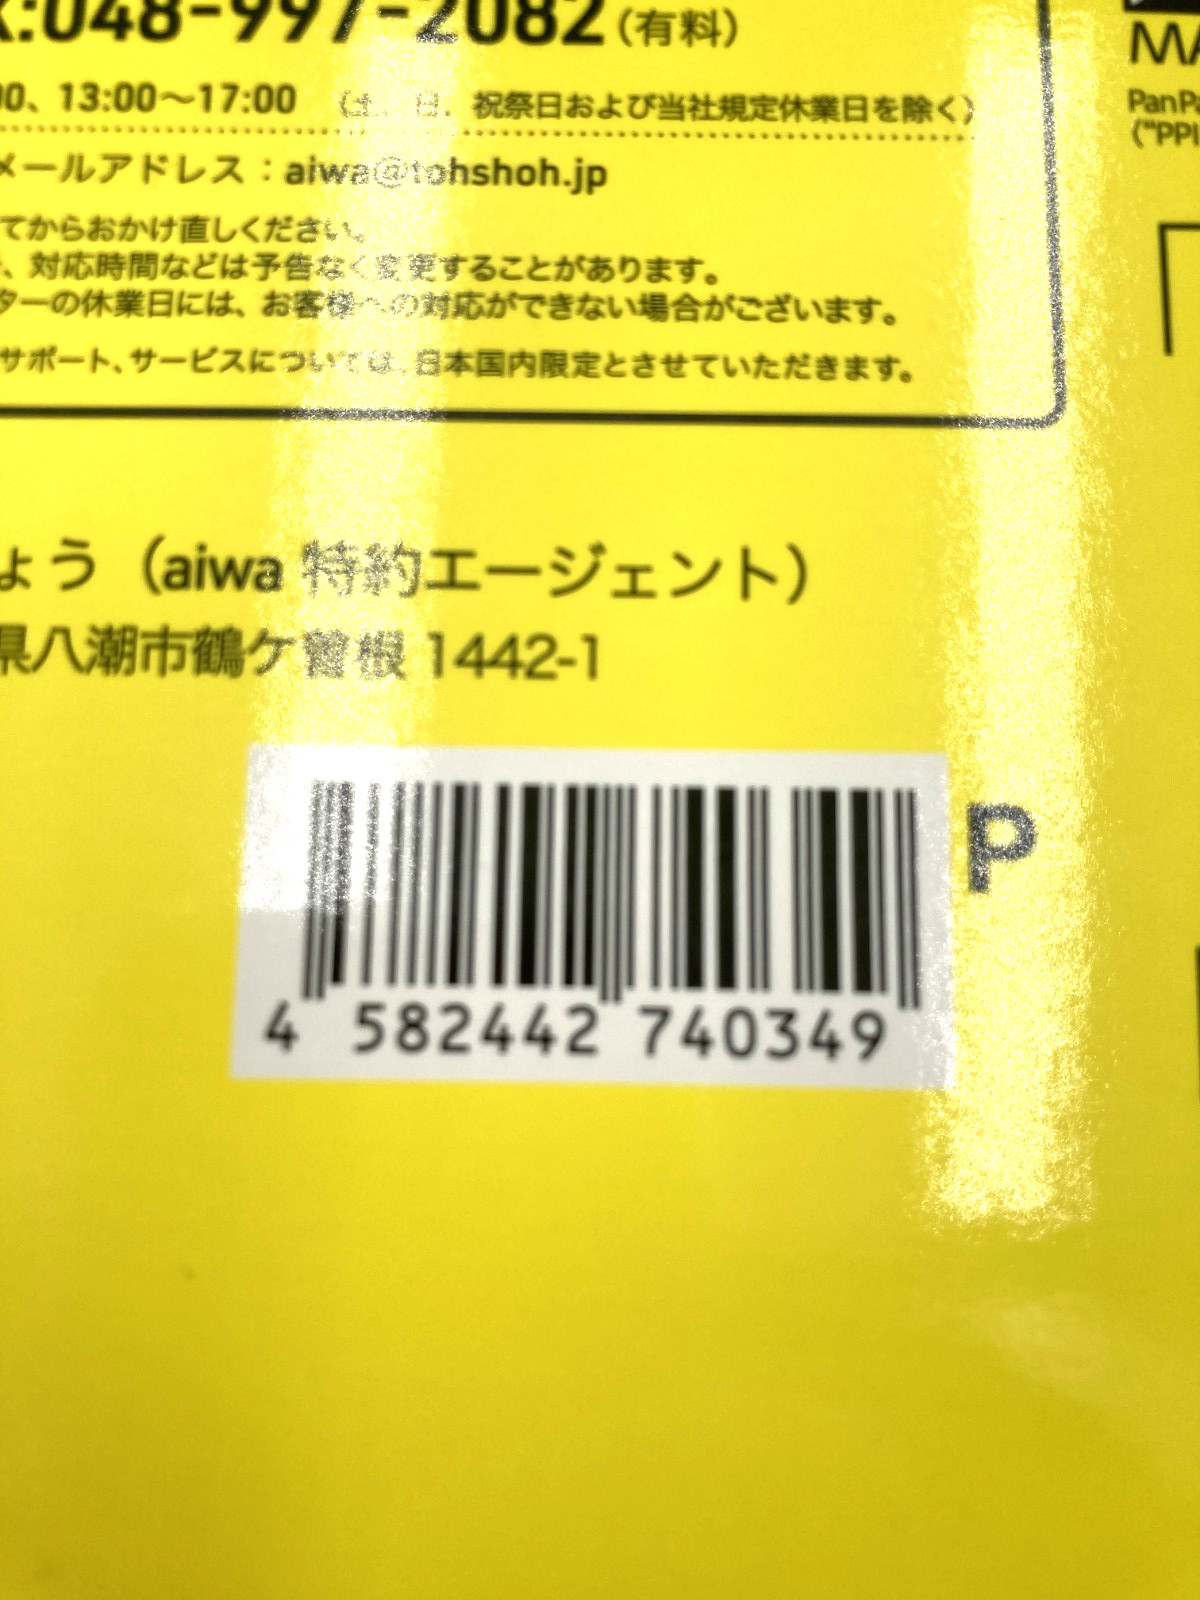 :048-997-2082(有料)
00、13:00〜17:00 (土、日、祝祭日および当社規定休業日を除く)
メールアドレス:aiwa@tohshoh.jp
てからおかけ直しください。
、対応時間などは予告なく変更することがあります。
ターの休業日には、お客様への対応ができない場合がございます。
サポート、サービスについては、日本国内限定とさせていただきます。
ょう(aiwa 特約エージェント)
県八潮市鶴ケ曽根 1442-1
P
4 582442 740349
MA
PanPa
("PPI